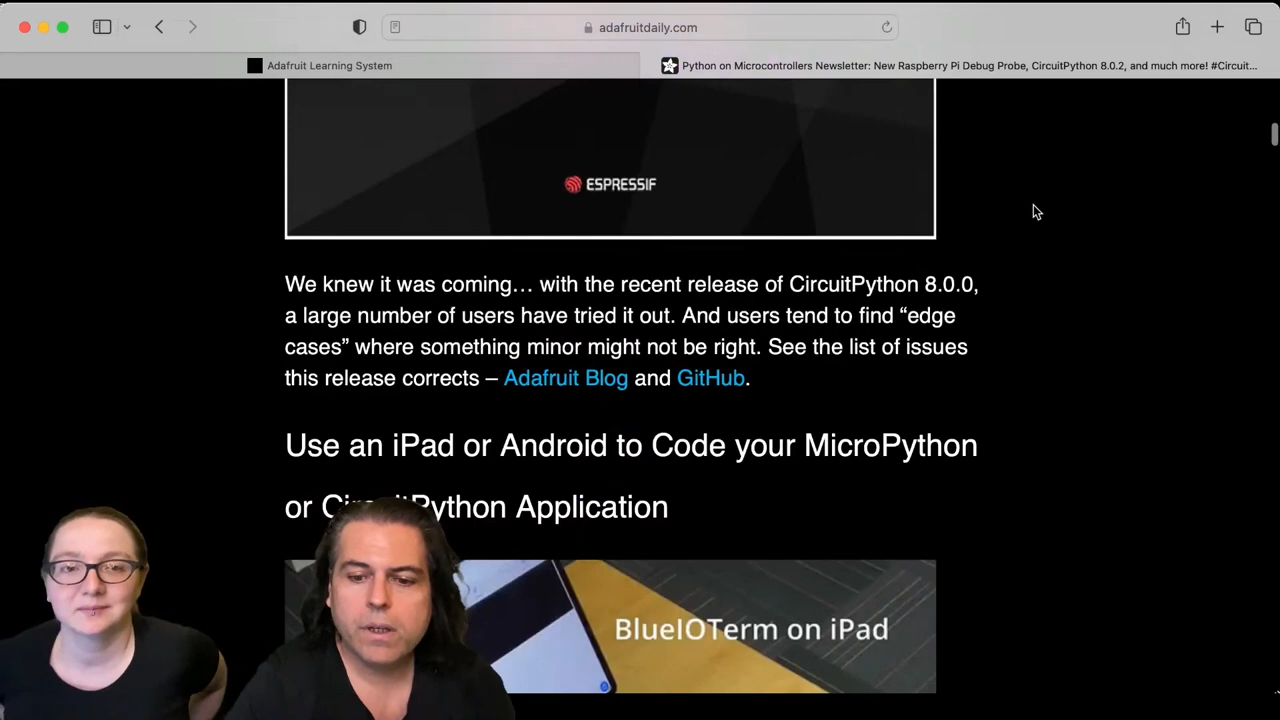 adafruitdaily.com
Adafruit Learning System
Python on Microcontrollers Newsletter: New Raspberry Pi Debug Probe, CircuitPython 8.0.2, and much more! #Circuit...
ESPRESSIF
We knew it was coming… with the recent release of CircuitPython 8.0.0,
a large number of users have tried it out. And users tend to find “edge
cases” where something minor might not be right. See the list of issues
this release corrects – Adafruit Blog and GitHub.
Use an iPad or Android to Code your MicroPython
or CircuitPython Application
BlueIOTerm on iPad